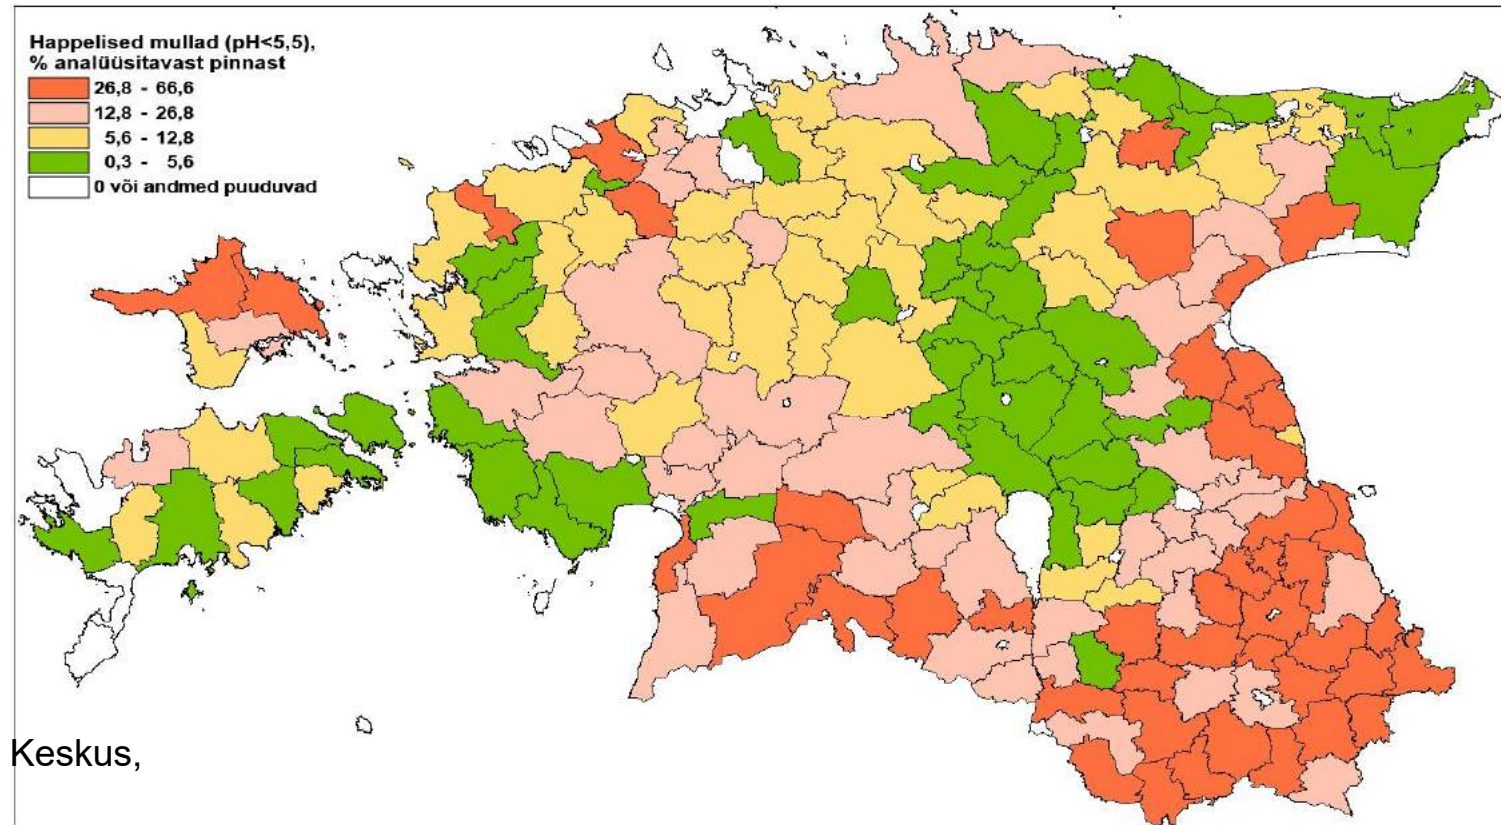 Happelised mullad (pH<5,5),
% analüüsitavast pinnast
26,8 - 66,6
12,8 - 26,8
5,6 - 12,8
0,3 - 5,6
0 või andmed puuduvad
Keskus,